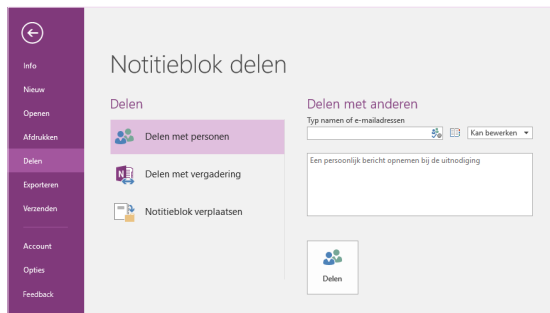 Info
Nieuw
Openen
Afdrukken
Delen
Exporteren
Verzenden
Account
Opties
Feedback
Notitieblok delen
Delen
Delen met personen
Delen met vergadering
Notitieblok verplaatsen
Delen met anderen
Typ namen of e-mailadressen
Kan bewerken
Een persoonlijk bericht opnemen bij de uitnodiging
Delen